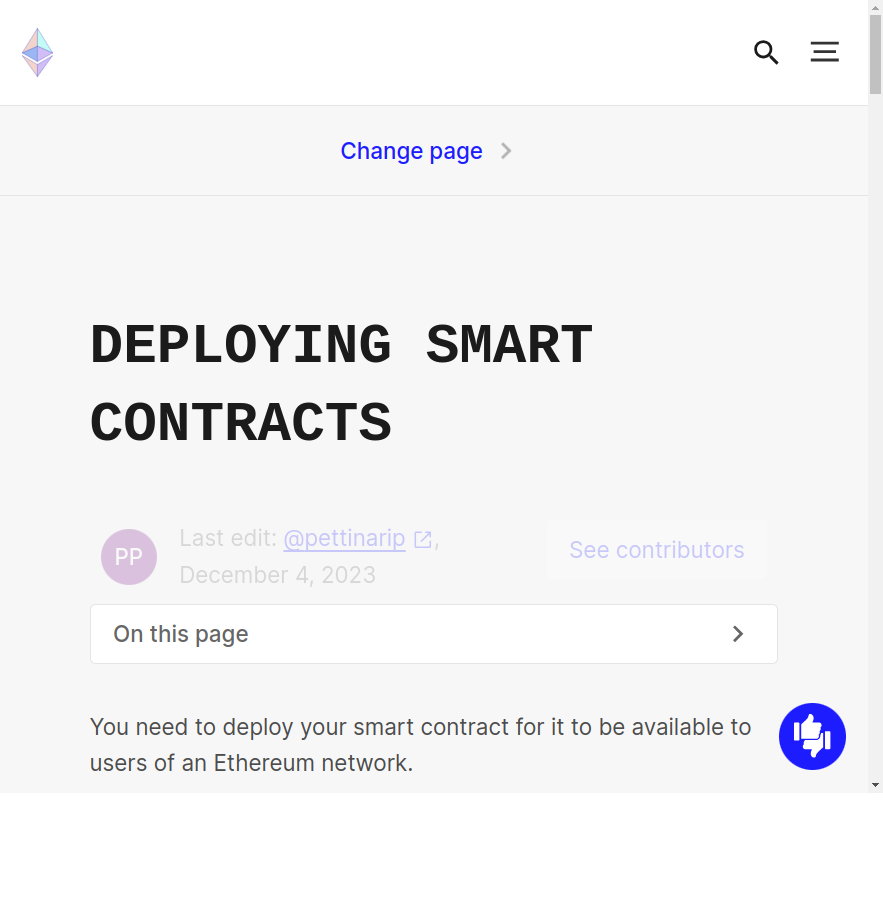 Change page
DEPLOYING SMART
CONTRACTS
PP
Last edit: @pettinarip ,
December 4, 2023
See contributors
On this page
You need to deploy your smart contract for it to be available to
users of an Ethereum network.